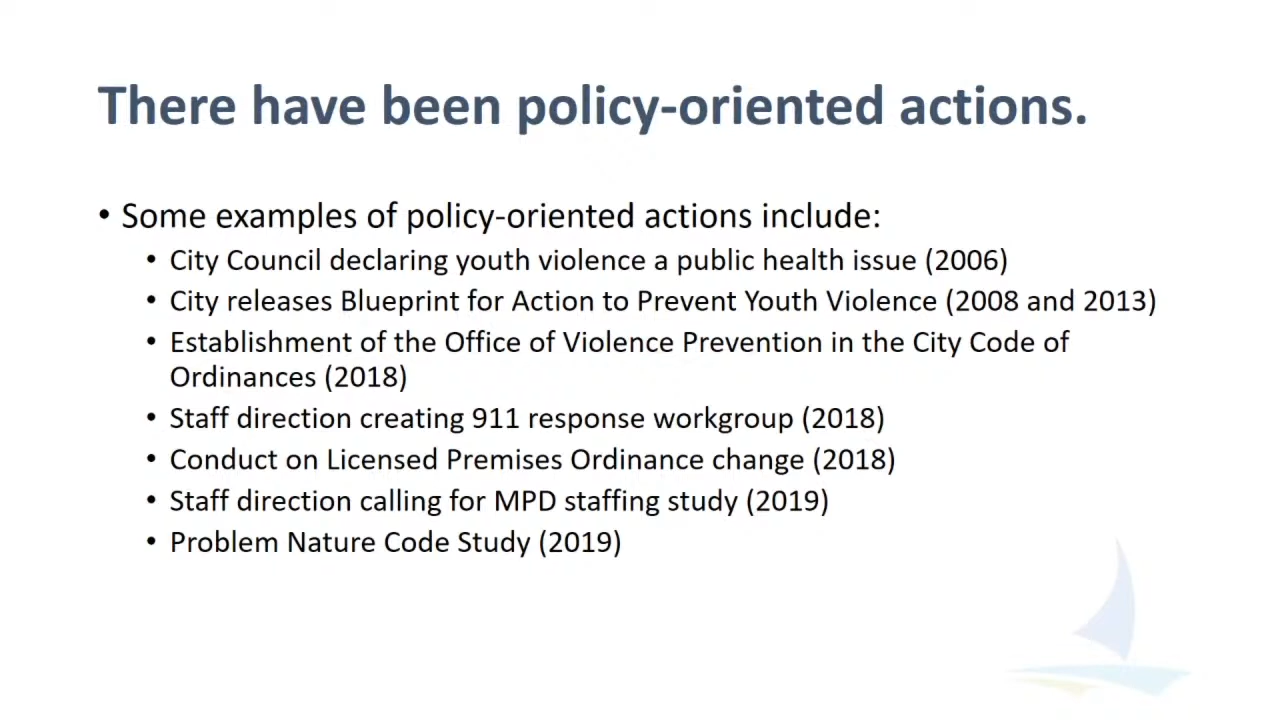 There have been policy-oriented actions.
• Some examples of policy-oriented actions include:
• City Council declaring youth violence a public health issue (2006)
• City releases Blueprint for Action to Prevent Youth Violence (2008 and 2013)
• Establishment of the Office of Violence Prevention in the City Code of
Ordinances (2018)
• Staff direction creating 911 response workgroup (2018)
• Conduct on Licensed Premises Ordinance change (2018)
• Staff direction calling for MPD staffing study (2019)
• Problem Nature Code Study (2019)